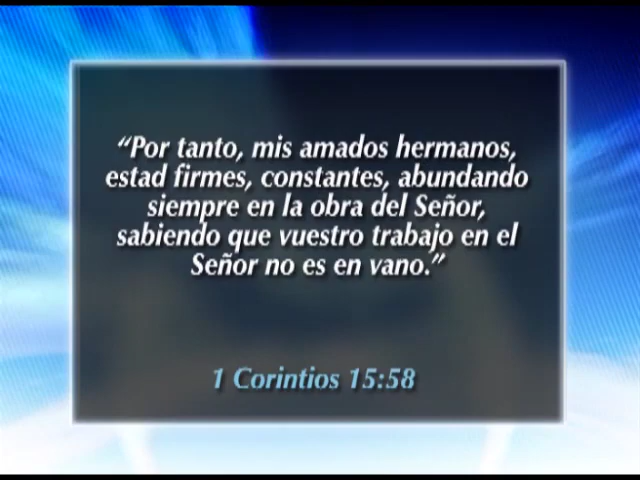 “Por tanto, mis amados hermanos,
estad firmes, constantes, abundando
siempre en la obra del Señor,
sabiendo que vuestro trabajo en el
Señor no es en vano.”
1 Corintios 15:58